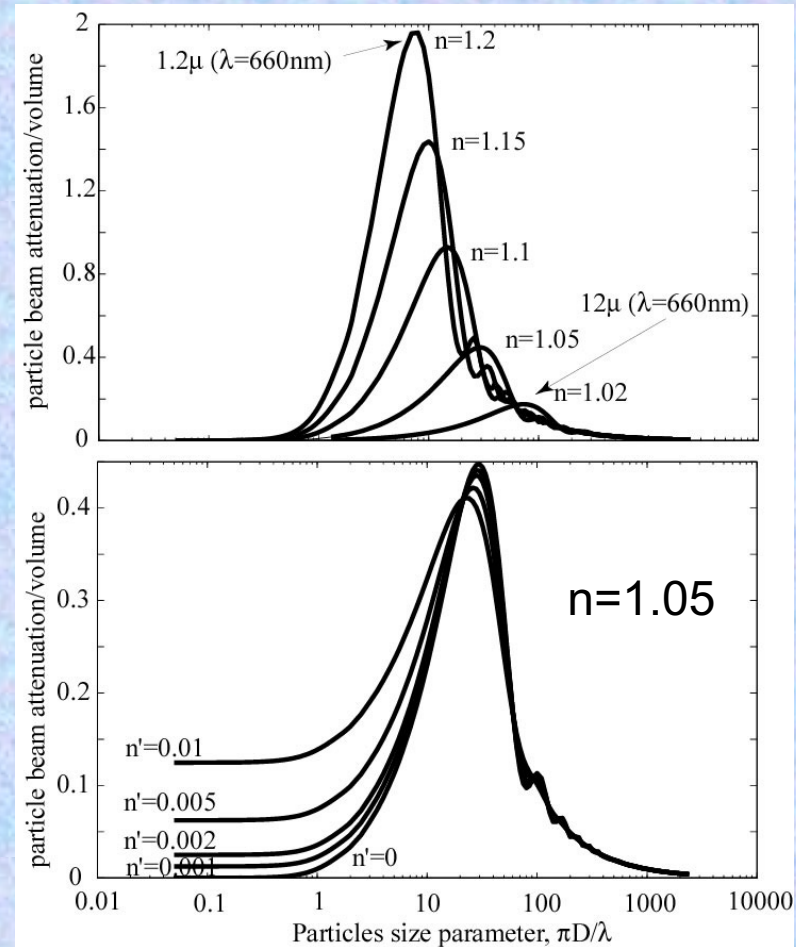 particle beam attenuation/volume
2
1.6
1.2
0.8
0.4
0
1.2μ (λ=660nm)
n=1.2
n=1.15
n=1.1
12μ (λ=660nm)
n=1.05
n=1.02
particle beam attenuation/volume
0.4
0.3
0.2
0.1
0
n=1.05
n'=0.01
n'=0.005
n'=0.002
n'=0.001
n'=0
0.01 0.1 1 10 100 1000 10000
Particles size parameter, πD/λ